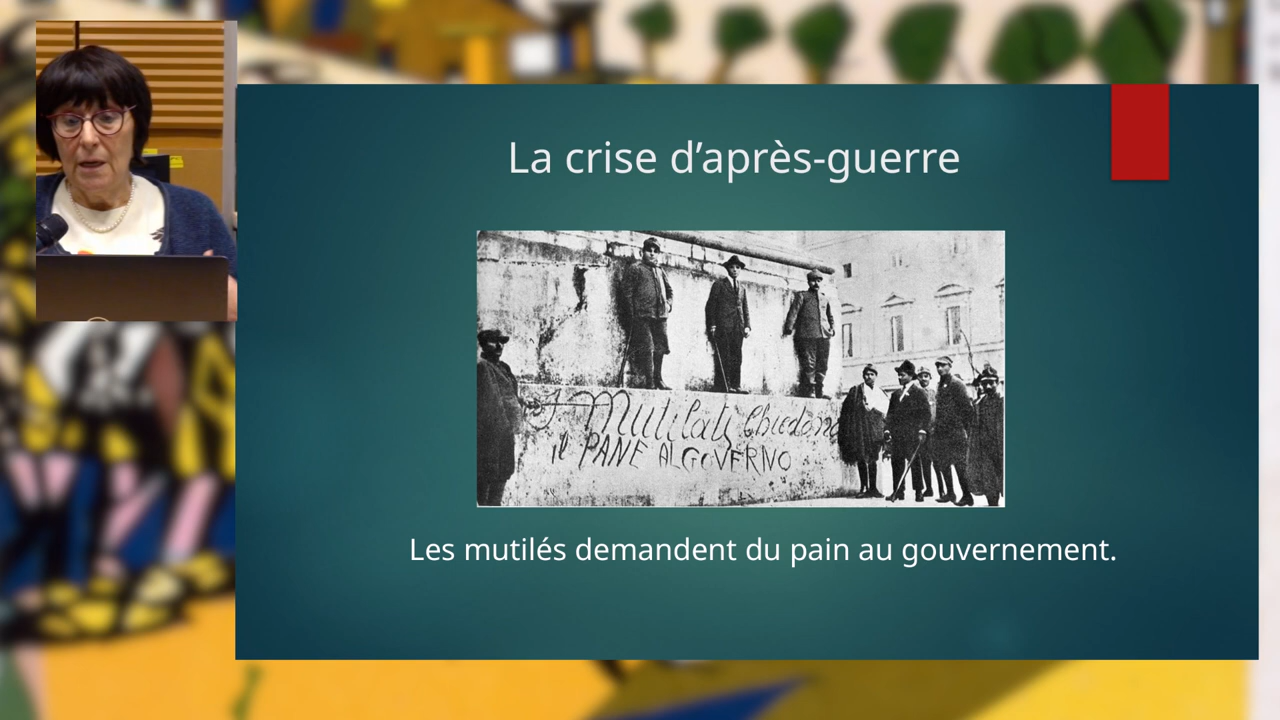 La crise d’après-guerre
I Mutilati Chiedono
il PANE AL GOVERNO
Les mutilés demandent du pain au gouvernement.